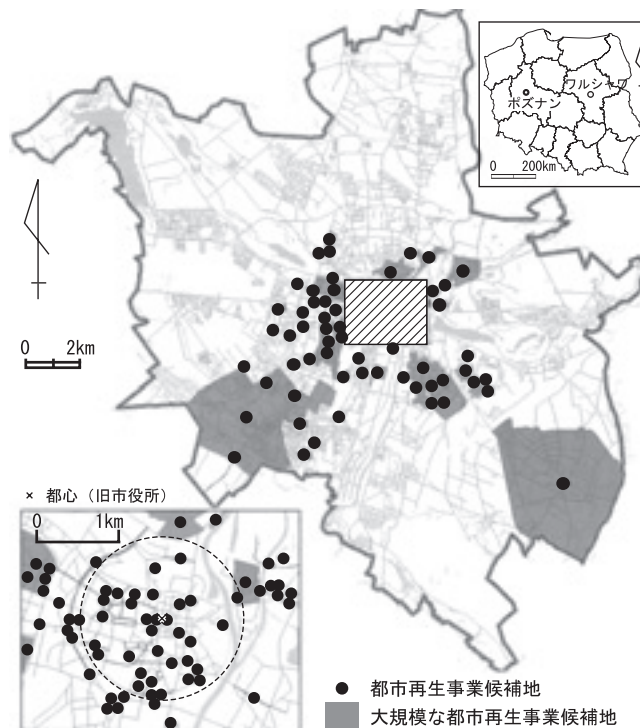 ワルシャワ
ポズナン
0 200km
0 2km
× 都心（旧市役所）
0 1km
● 都市再生事業候補地
大規模な都市再生事業候補地